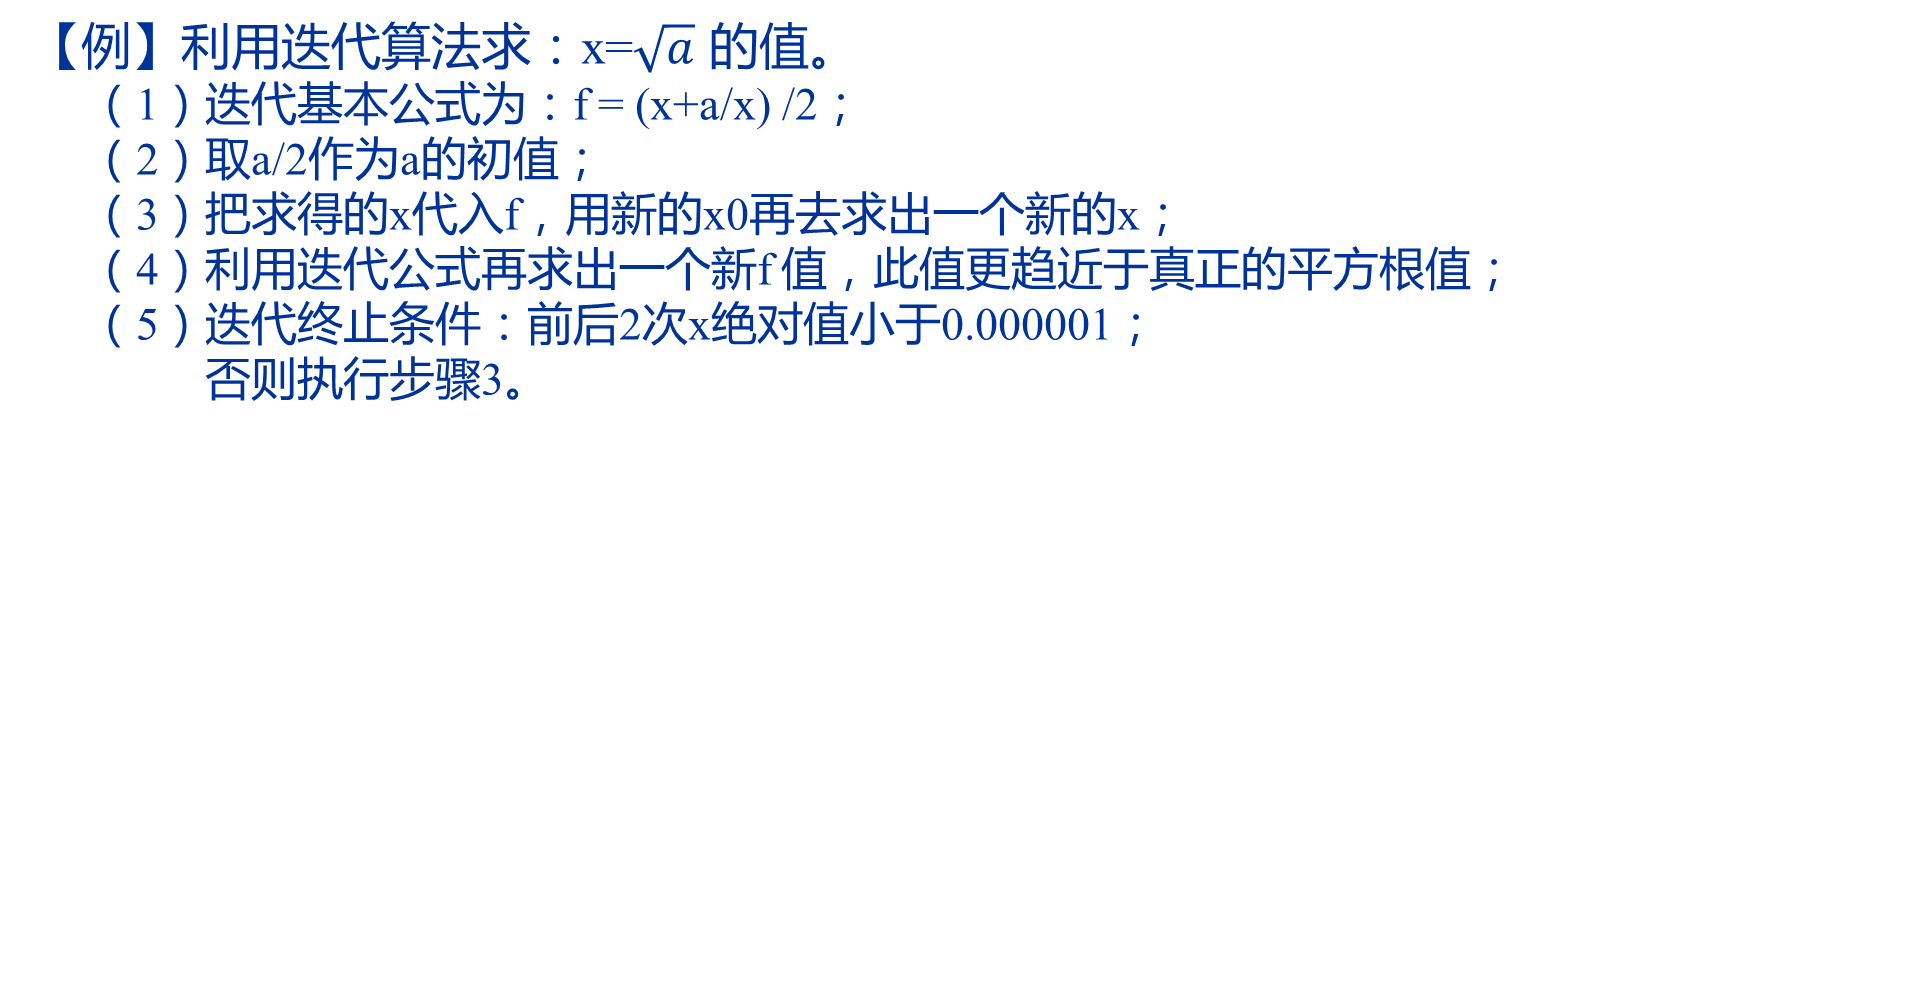 【例】利用迭代算法求：x=√a 的值。
（1）迭代基本公式为：f = (x+a/x) /2；
（2）取a/2作为a的初值；
（3）把求得的x代入f，用新的x0再去求出一个新的x；
（4）利用迭代公式再求出一个新f 值，此值更趋近于真正的平方根值；
（5）迭代终止条件：前后2次x绝对值小于0.000001；
否则执行步骤3。